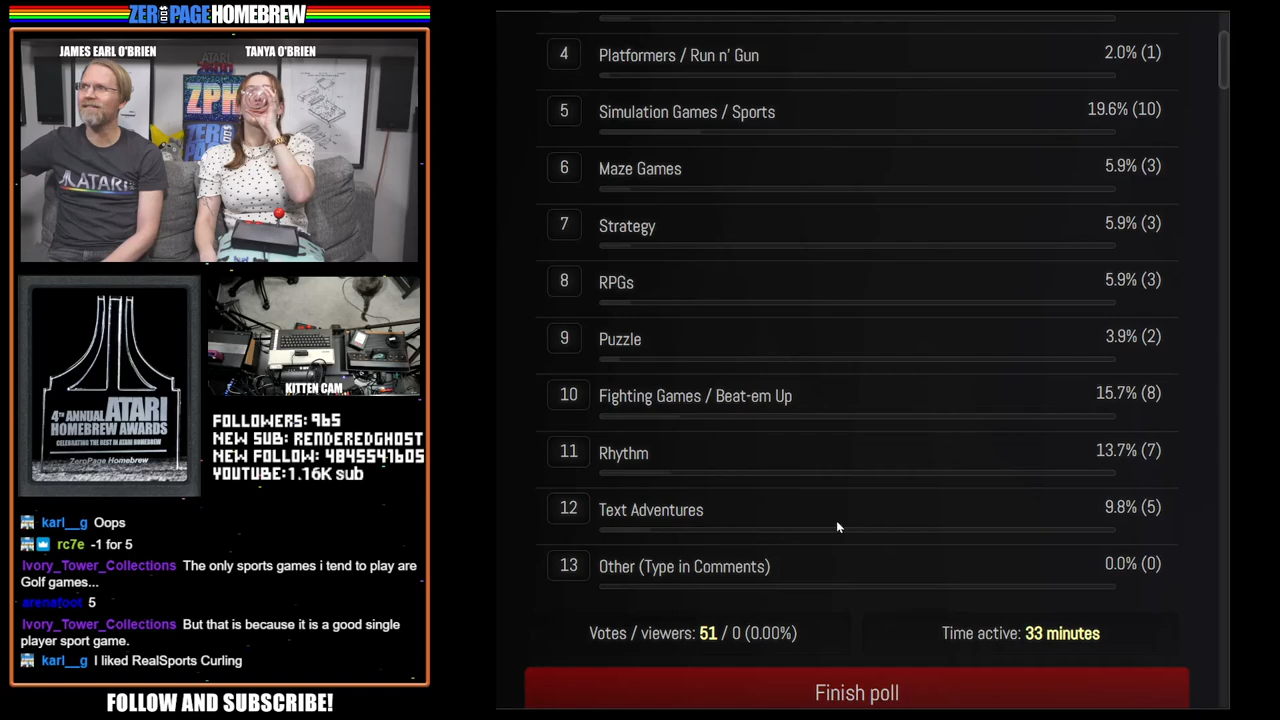 ZEROPAGE HOMEBREW
JAMES EARL O'BRIEN
TANYA O'BRIEN
ATARI
ZPH
ATARI
ZERO
PAGE
4TH ANNUAL ATARI
HOMEBREW AWARDS
CELEBRATING THE BEST IN ATARI HOMEBREW
ZeroPage Homebrew
KITTEN CAM
FOLLOWERS: 965
NEW SUB: RENDEREDGHOST
NEW FOLLOW: 4845541605
YOUTUBE: 1.16K sub
karl__g Oops
rc7e -1 for 5
Ivory_Tower_Collections The only sports games i tend to play are
Golf games...
arenafoot 5
Ivory_Tower_Collections But that is because it is a good single
player sport game.
karl__g I liked RealSports Curling
FOLLOW AND SUBSCRIBE!
4 Platformers / Run n' Gun 2.0% (1)
5 Simulation Games / Sports 19.6% (10)
6 Maze Games 5.9% (3)
7 Strategy 5.9% (3)
8 RPGs 5.9% (3)
9 Puzzle 3.9% (2)
10 Fighting Games / Beat-em Up 15.7% (8)
11 Rhythm 13.7% (7)
12 Text Adventures 9.8% (5)
13 Other (Type in Comments) 0.0% (0)
Votes / viewers: 51 / 0 (0.00%) Time active: 33 minutes
Finish poll